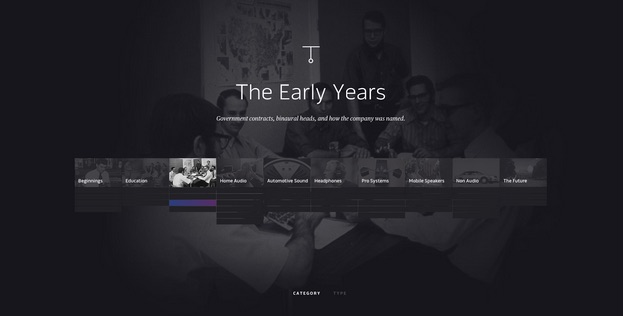 The Early Years
Government contracts, binaural heads, and how the company was named.
Beginnings
Education
Home Audio
Automotive Sound
Headphones
Pro Systems
Mobile Speakers
Non Audio
The Future
CATEGORY
TYPE